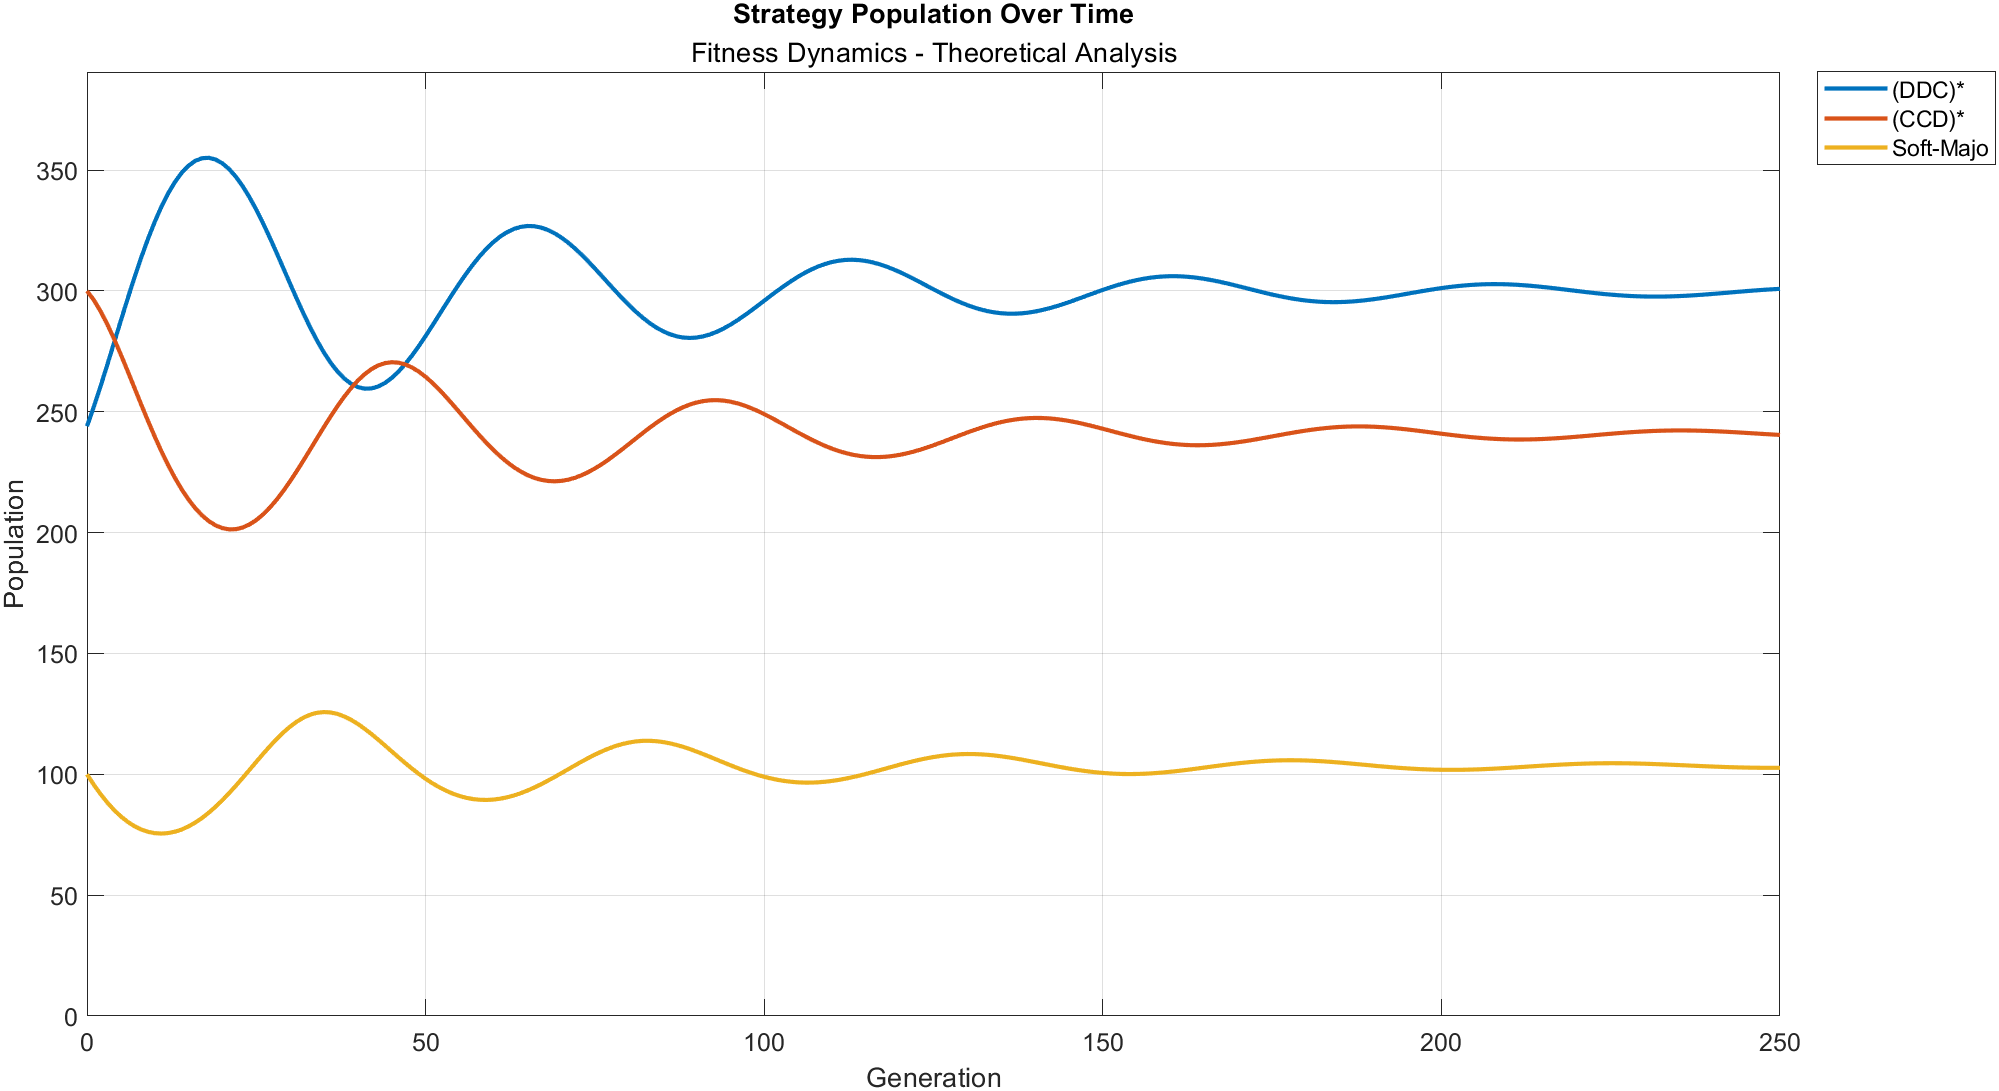 Strategy Population Over Time
Fitness Dynamics - Theoretical Analysis
(DDC)*
(CCD)*
Soft-Majo
350
300
250
200
150
100
50
0
Population
0 50 100 150 200 250
Generation